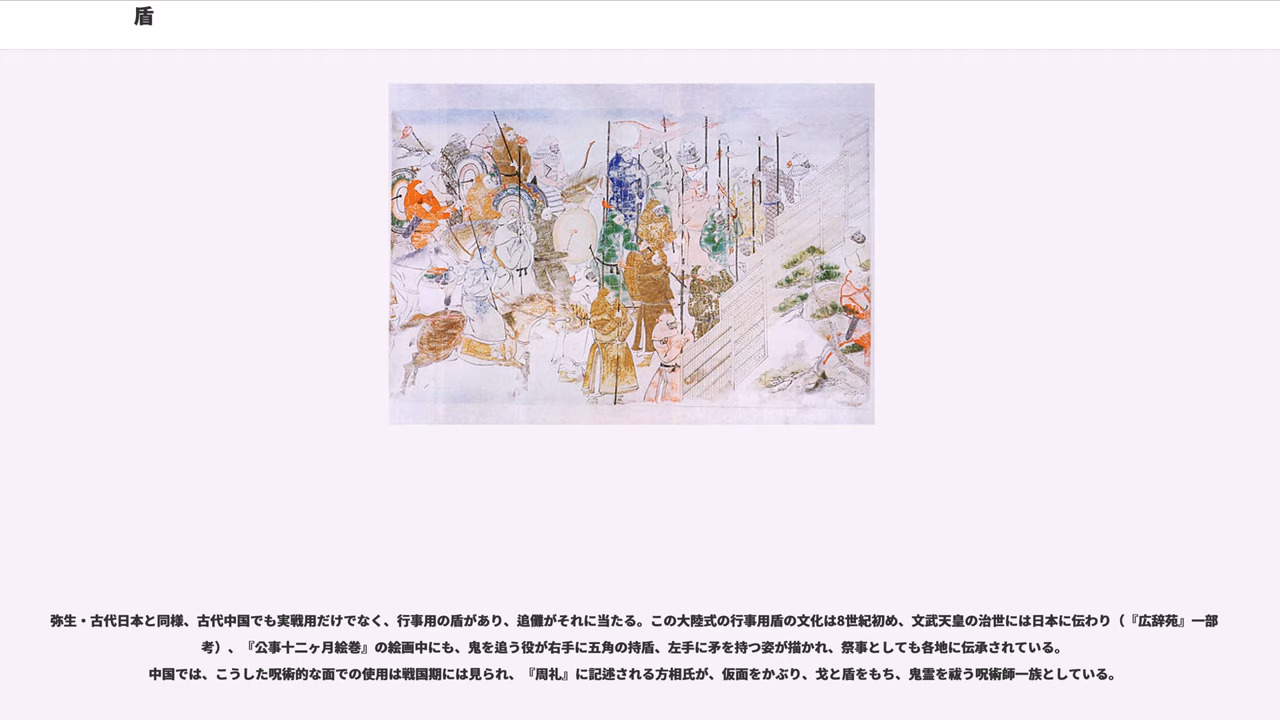 盾
弥生・古代日本と同様、古代中国でも実戦用だけでなく、行事用の盾があり、追儺がそれに当たる。この大陸式の行事用盾の文化は8世紀初め、文武天皇の治世には日本に伝わり（『広辞苑』一部
考）、『公事十二ヶ月絵巻』の絵画中にも、鬼を追う役が右手に五角の持盾、左手に矛を持つ姿が描かれ、祭事としても各地に伝承されている。
中国では、こうした呪術的な面での使用は戦国期には見られ、『周礼』に記述される方相氏が、仮面をかぶり、戈と盾をもち、鬼霊を祓う呪術師一族としている。